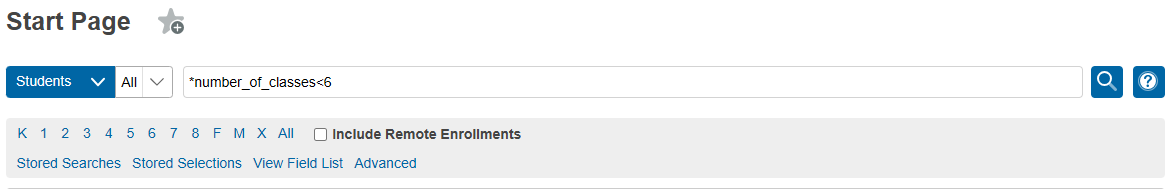 Start Page
Students All *number_of_classes<6
K 1 2 3 4 5 6 7 8 F M X All Include Remote Enrollments
Stored Searches Stored Selections View Field List Advanced